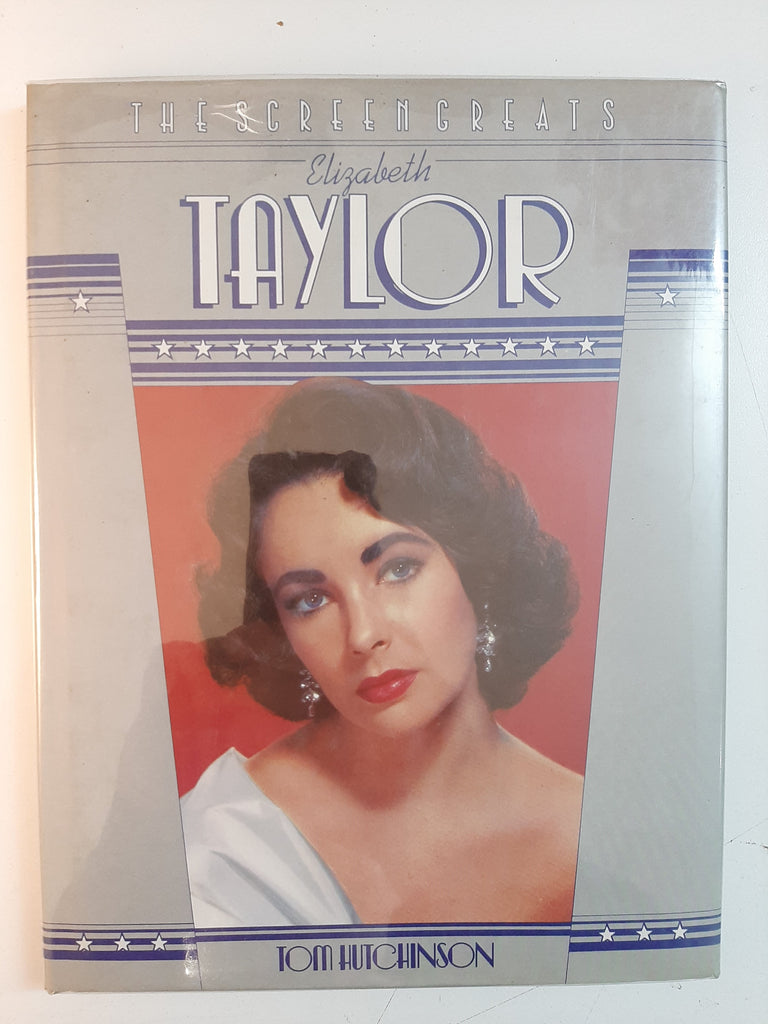 THE SCREEN GREATS
Elizabeth
TAYLOR
TOM HUTCHINSON